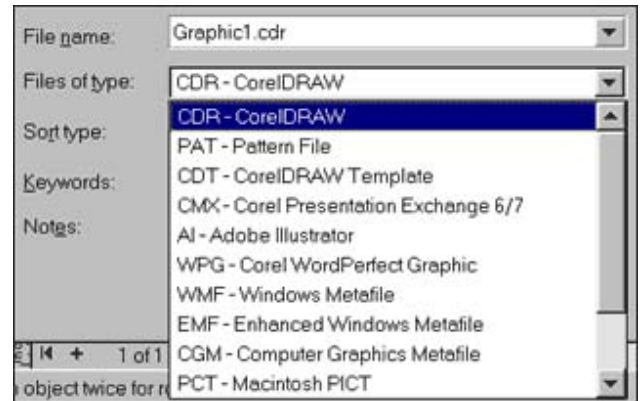 File name: Graphic1.cdr
Files of type: CDR - CorelDRAW
CDR - CorelDRAW
Sort type:
PAT - Pattern File
CDT - CorelDRAW Template
Keywords:
CMX - Corel Presentation Exchange 6/7
Notes:
AI - Adobe Illustrator
WPG - Corel WordPerfect Graphic
WMF - Windows Metafile
EMF - Enhanced Windows Metafile
1 of 1
CGM - Computer Graphics Metafile
object twice for
PCT - Macintosh PICT